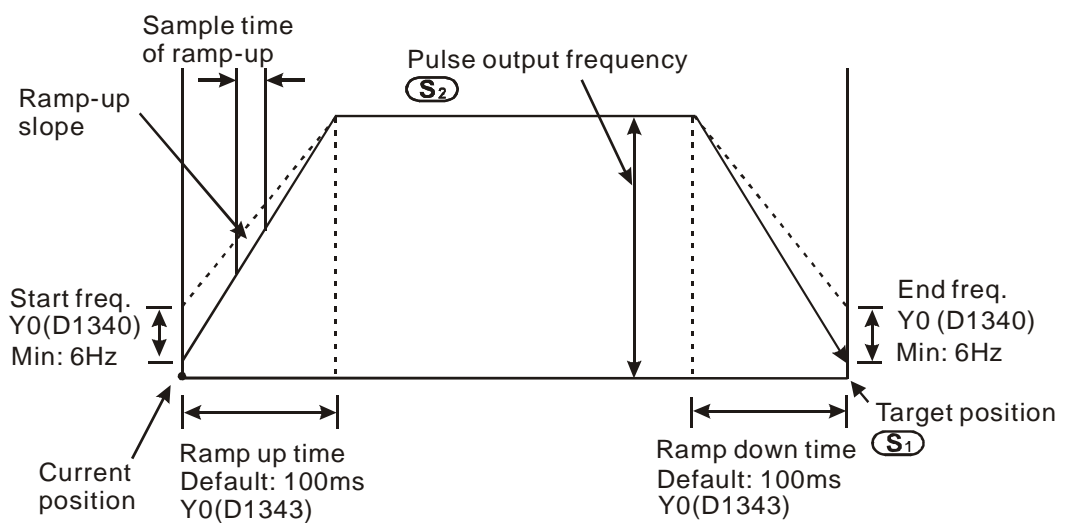 Sample time
of ramp-up
Pulse output frequency
S2
Ramp-up
slope
Start freq.
Y0(D1340)
Min: 6Hz
End freq.
Y0 (D1340)
Min: 6Hz
Target position
S1
Current
position
Ramp up time
Default: 100ms
Y0(D1343)
Ramp down time
Default: 100ms
Y0(D1343)